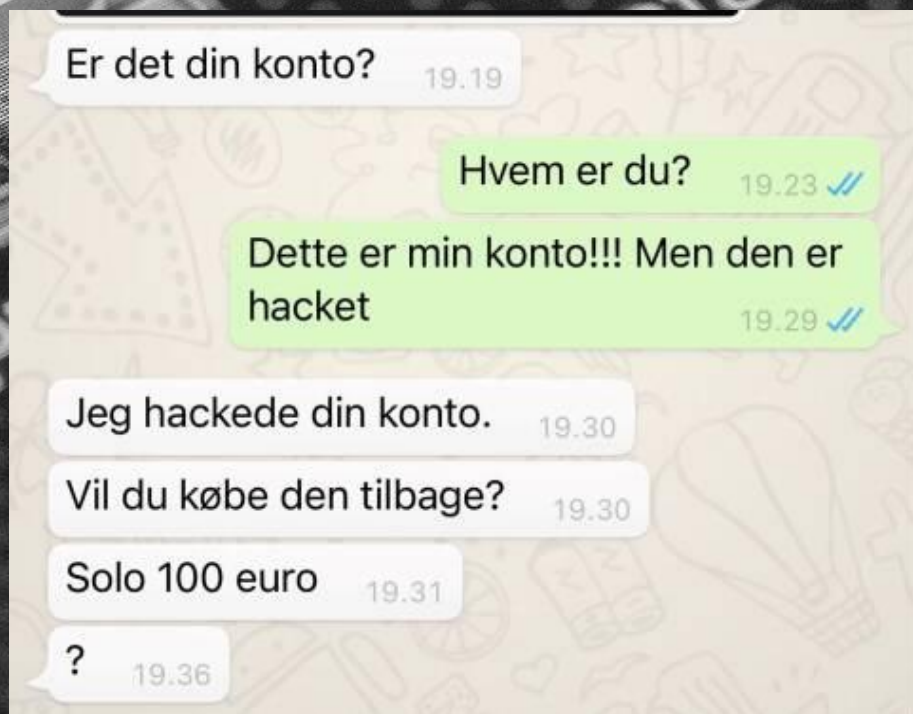 Er det din konto? 19.19
Hvem er du? 19.23
Dette er min konto!!! Men den er
hacket 19.29
Jeg hackede din konto. 19.30
Vil du købe den tilbage? 19.30
Solo 100 euro 19.31
? 19.36